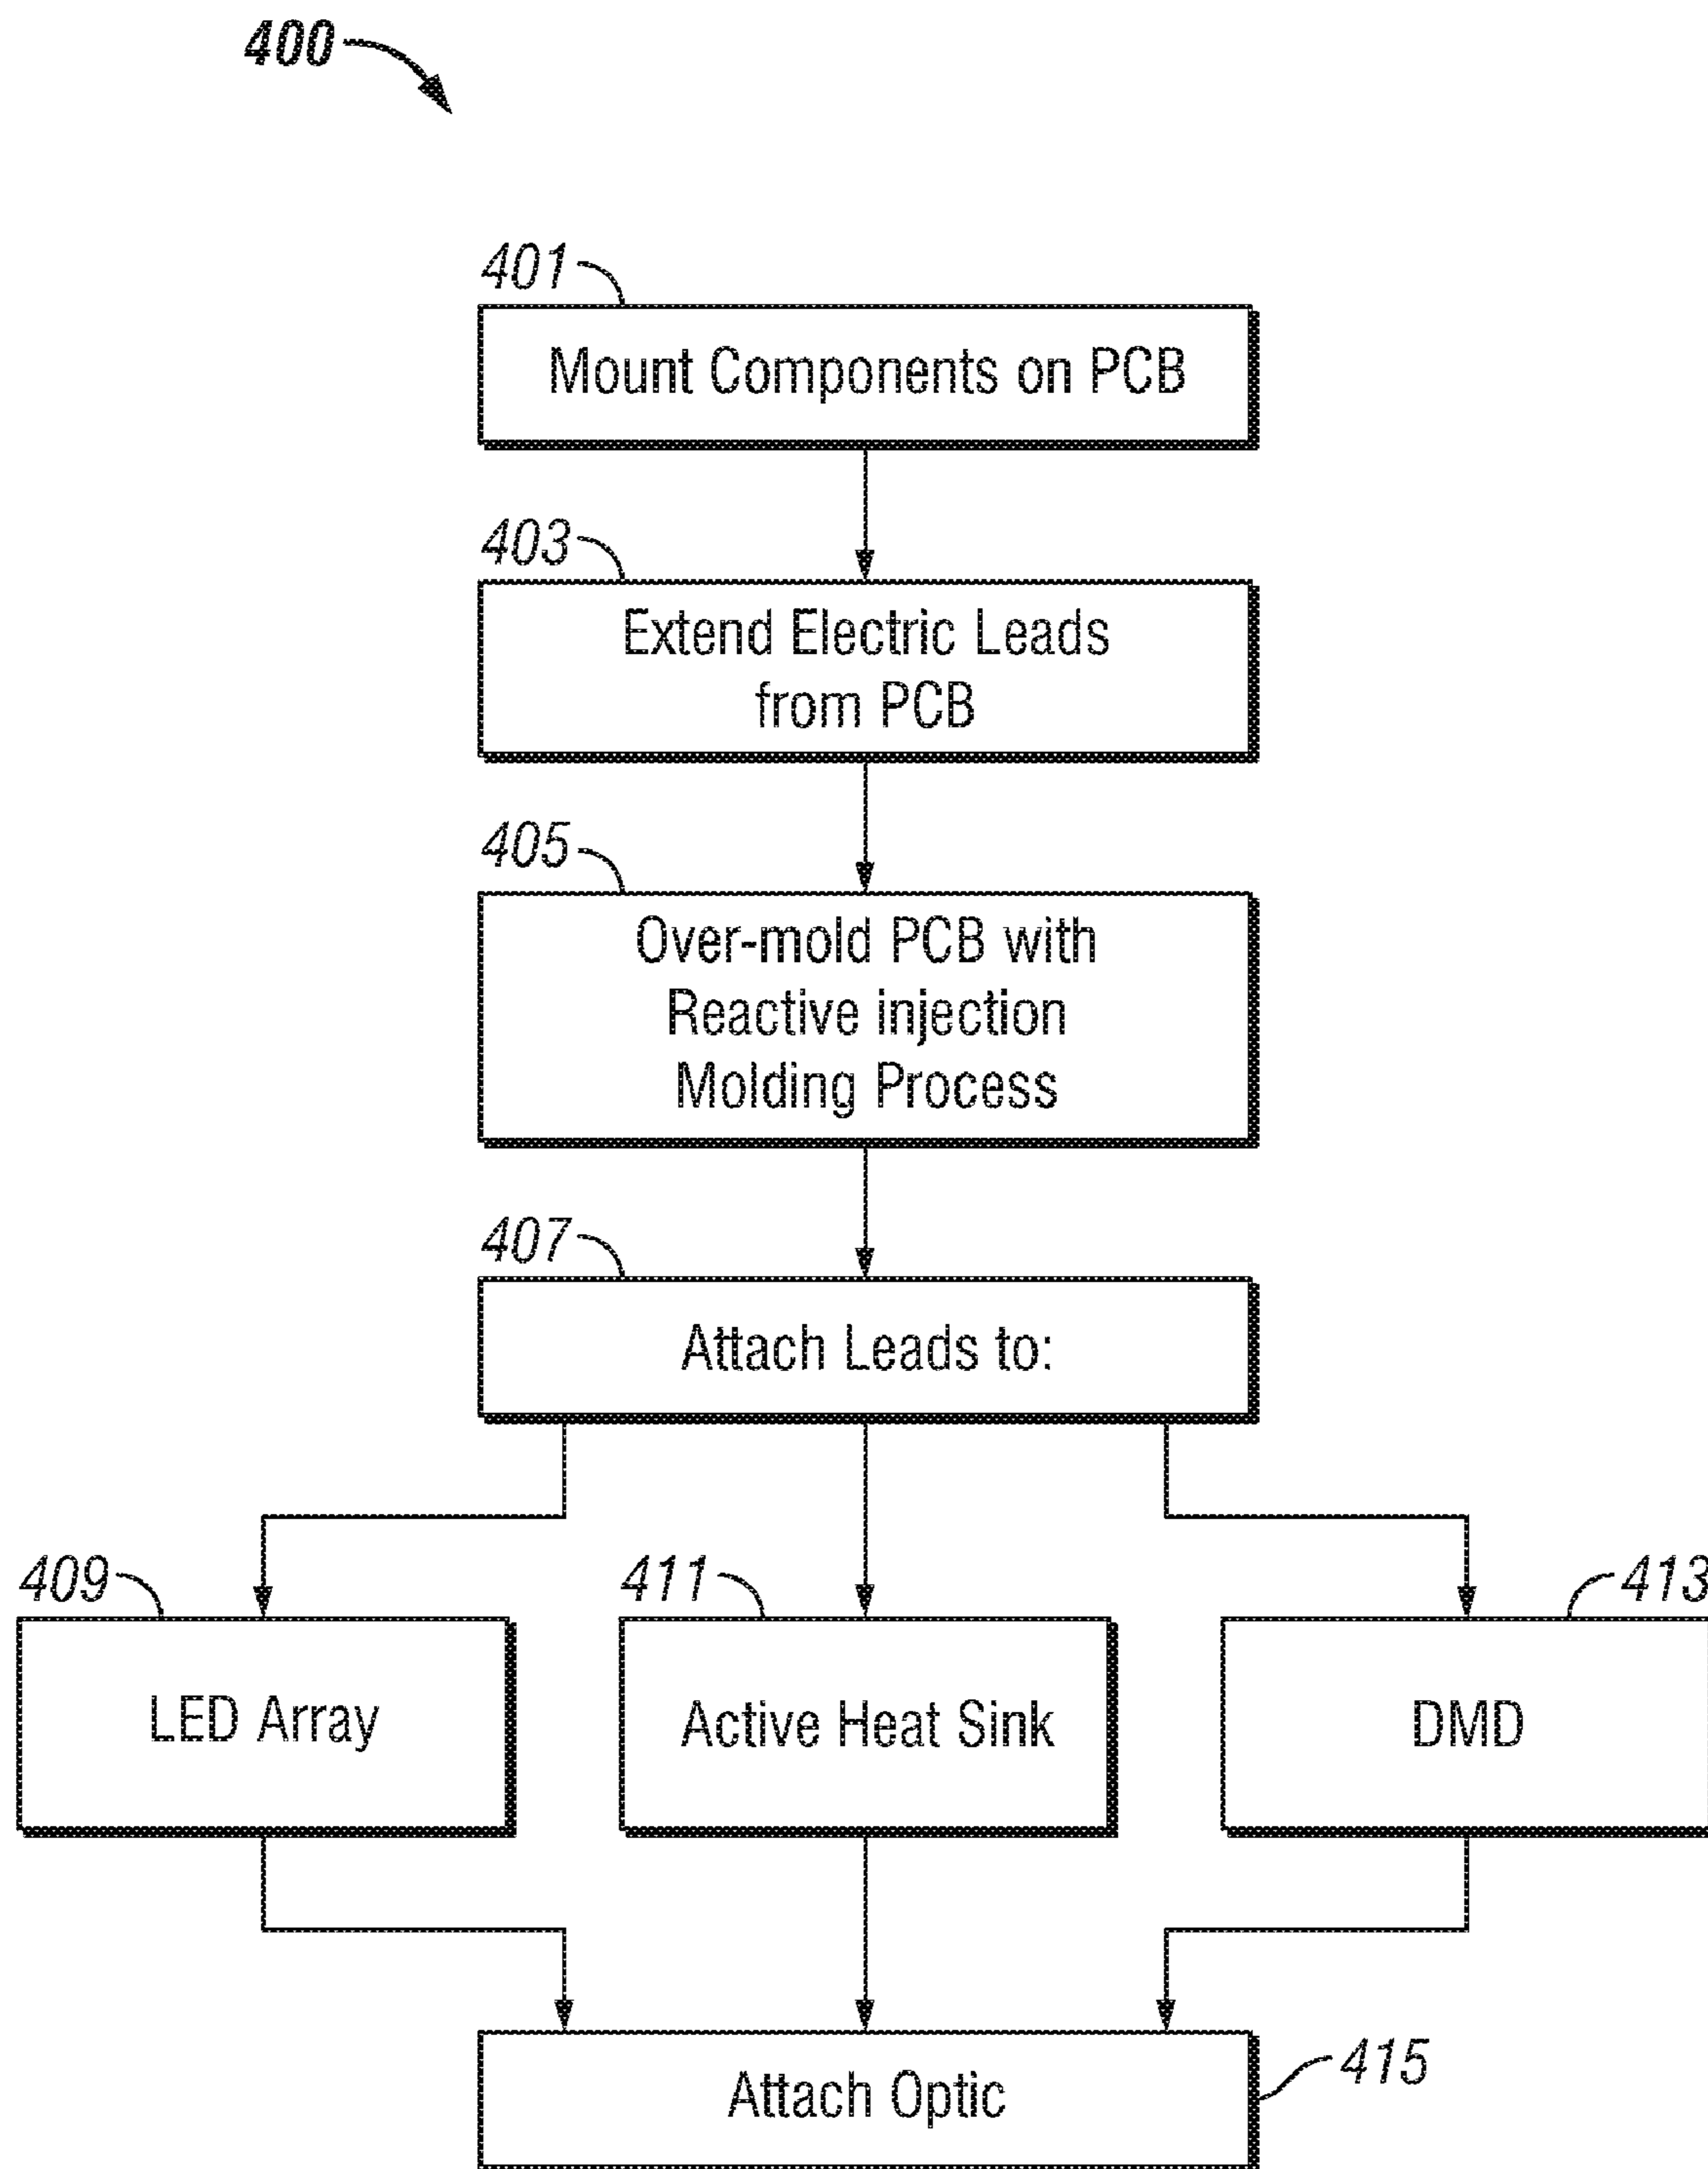 400
401
Mount Components on PCB
403
Extend Electric Leads
from PCB
405
Over-mold PCB with
Reactive injection
Molding Process
407
Attach Leads to:
409
411
413
LED Array
Active Heat Sink
DMD
415
Attach Optic